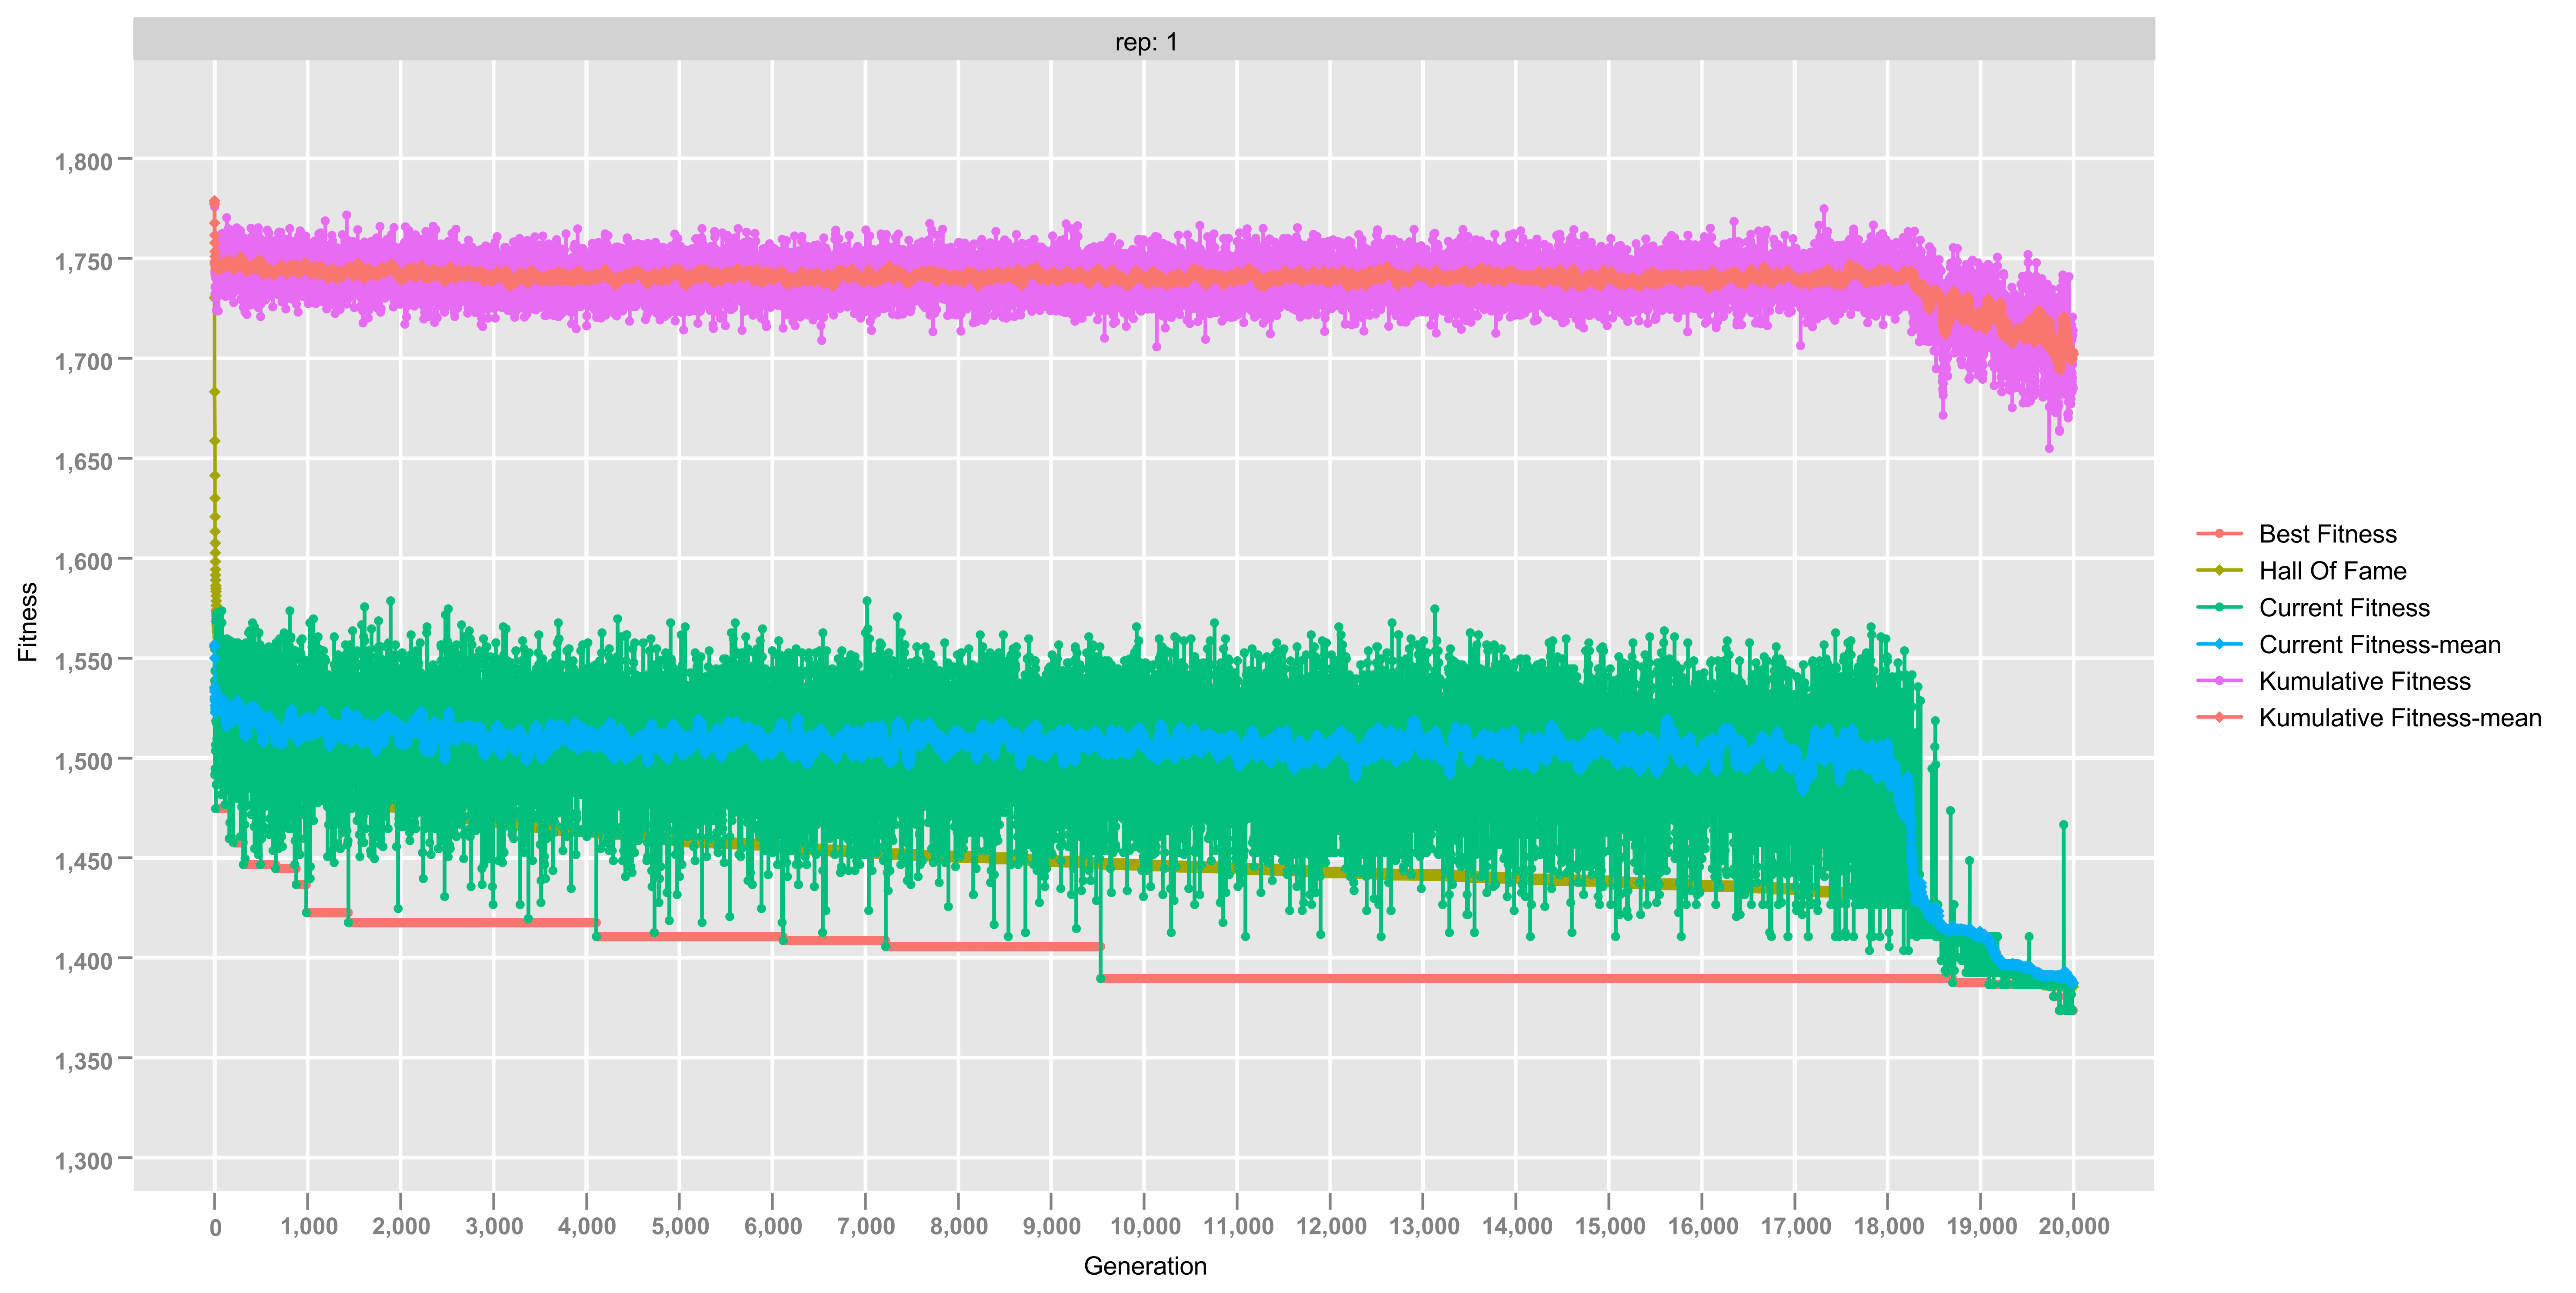 rep: 1
1,800
1,750
1,700
1,650
1,600
1,550
1,500
1,450
1,400
1,350
1,300
Fitness
0 1,000 2,000 3,000 4,000 5,000 6,000 7,000 8,000 9,000 10,000 11,000 12,000 13,000 14,000 15,000 16,000 17,000 18,000 19,000 20,000
Generation
Best Fitness
Hall Of Fame
Current Fitness
Current Fitness-mean
Kumulative Fitness
Kumulative Fitness-mean